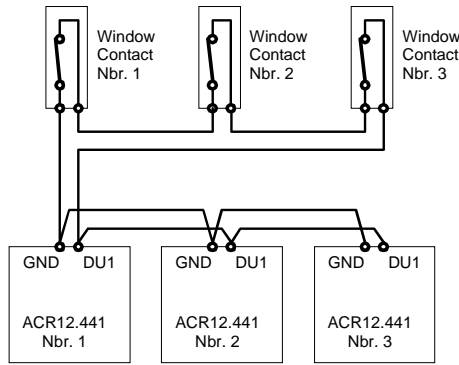 Window
Contact
Nbr. 1
Window
Contact
Nbr. 2
Window
Contact
Nbr. 3
GND DU1
ACR12.441
Nbr. 1
GND DU1
ACR12.441
Nbr. 2
GND DU1
ACR12.441
Nbr. 3